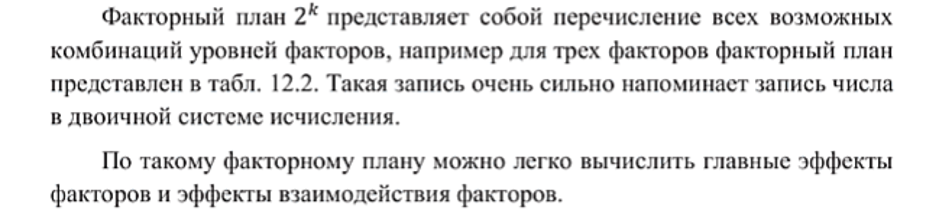 Факторный план 2ᵏ представляет собой перечисление всех возможных
комбинаций уровней факторов, например для трех факторов факторный план
представлен в табл. 12.2. Такая запись очень сильно напоминает запись числа
в двоичной системе исчисления.
По такому факторному плану можно легко вычислить главные эффекты
факторов и эффекты взаимодействия факторов.